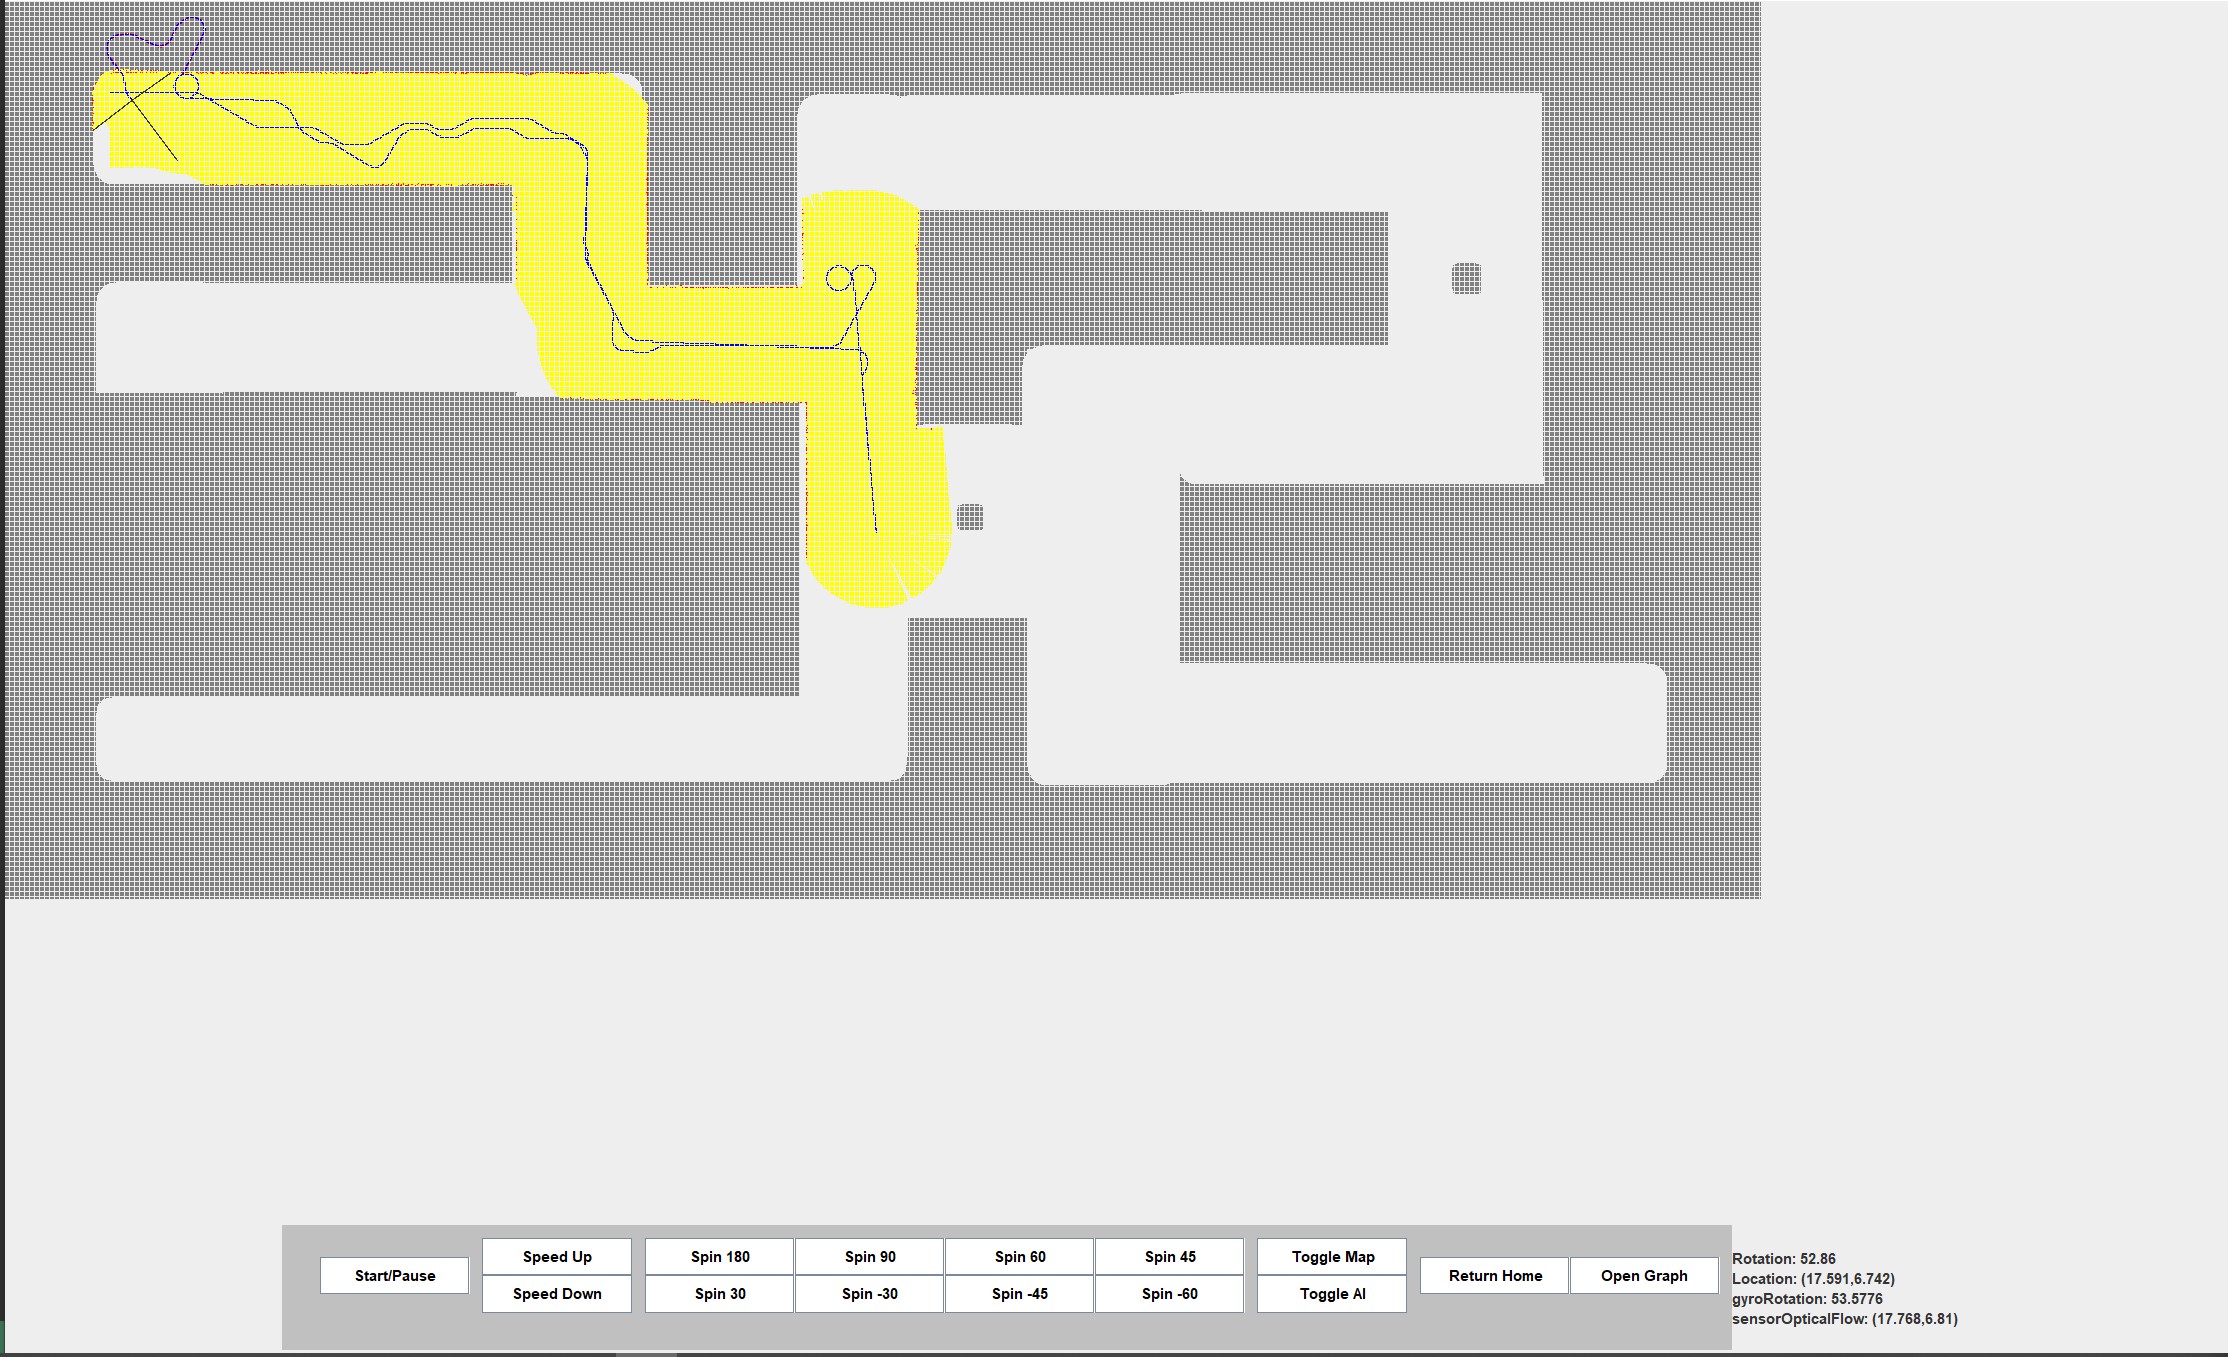 Start/Pause
Speed Up
Speed Down
Spin 180
Spin 90
Spin 60
Spin 45
Spin 30
Spin -30
Spin -45
Spin -60
Toggle Map
Toggle AI
Return Home
Open Graph
Rotation: 52.86
Location: (17.591,6.742)
gyroRotation: 53.5776
sensorOpticalFlow: (17.768,6.81)